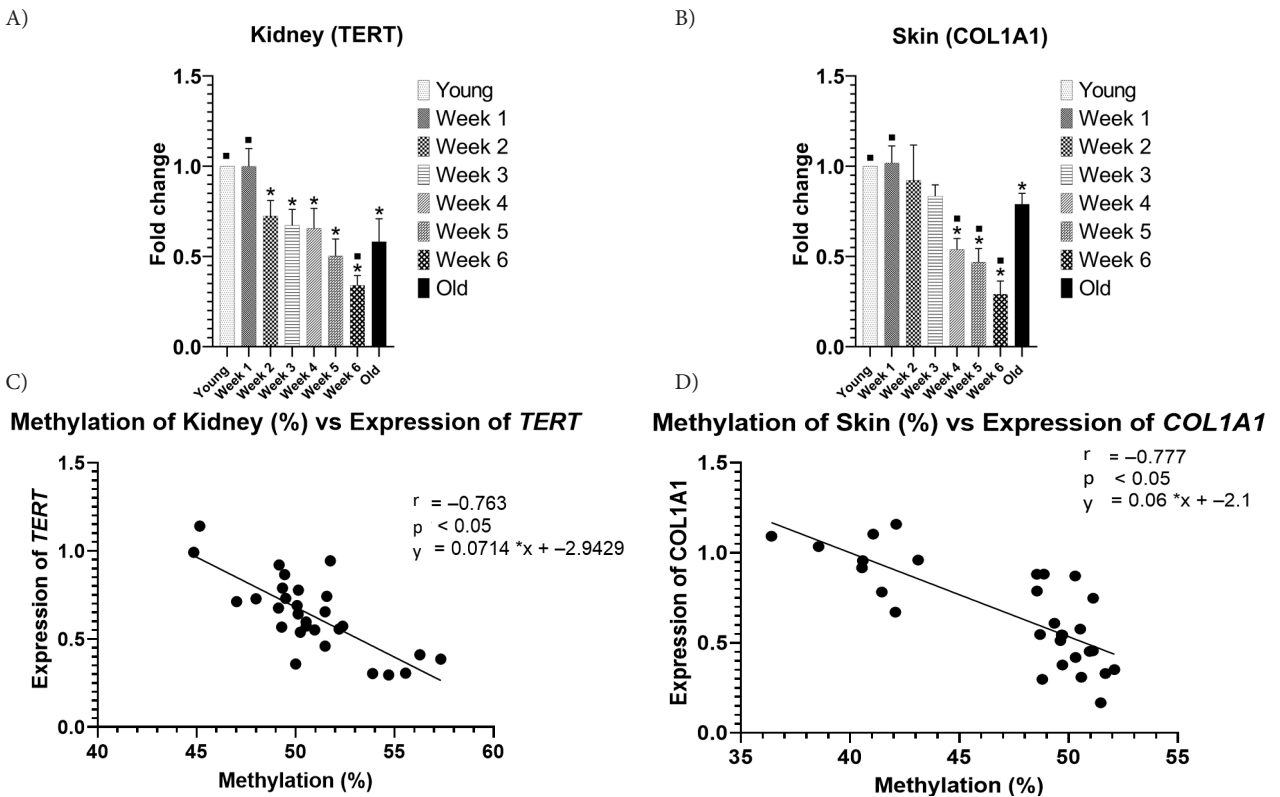 A)
Kidney (TERT)
Fold change
1.5
1.0
0.5
0.0
Young
Week 1
Week 2
Week 3
Week 4
Week 5
Week 6
Old
Young
Week 1
Week 2
Week 3
Week 4
Week 5
Week 6
Old
B)
Skin (COL1A1)
Fold change
1.5
1.0
0.5
0.0
Young
Week 1
Week 2
Week 3
Week 4
Week 5
Week 6
Old
Young
Week 1
Week 2
Week 3
Week 4
Week 5
Week 6
Old
C)
Methylation of Kidney (%) vs Expression of TERT
Expression of TERT
1.5
1.0
0.5
0.0
r = –0.763
p < 0.05
y = 0.0714 *x + –2.9429
40 45 50 55 60
Methylation (%)
D)
Methylation of Skin (%) vs Expression of COL1A1
Expression of COL1A1
1.5
1.0
0.5
0.0
r = –0.777
p < 0.05
y = 0.06 *x + –2.1
35 40 45 50 55
Methylation (%)